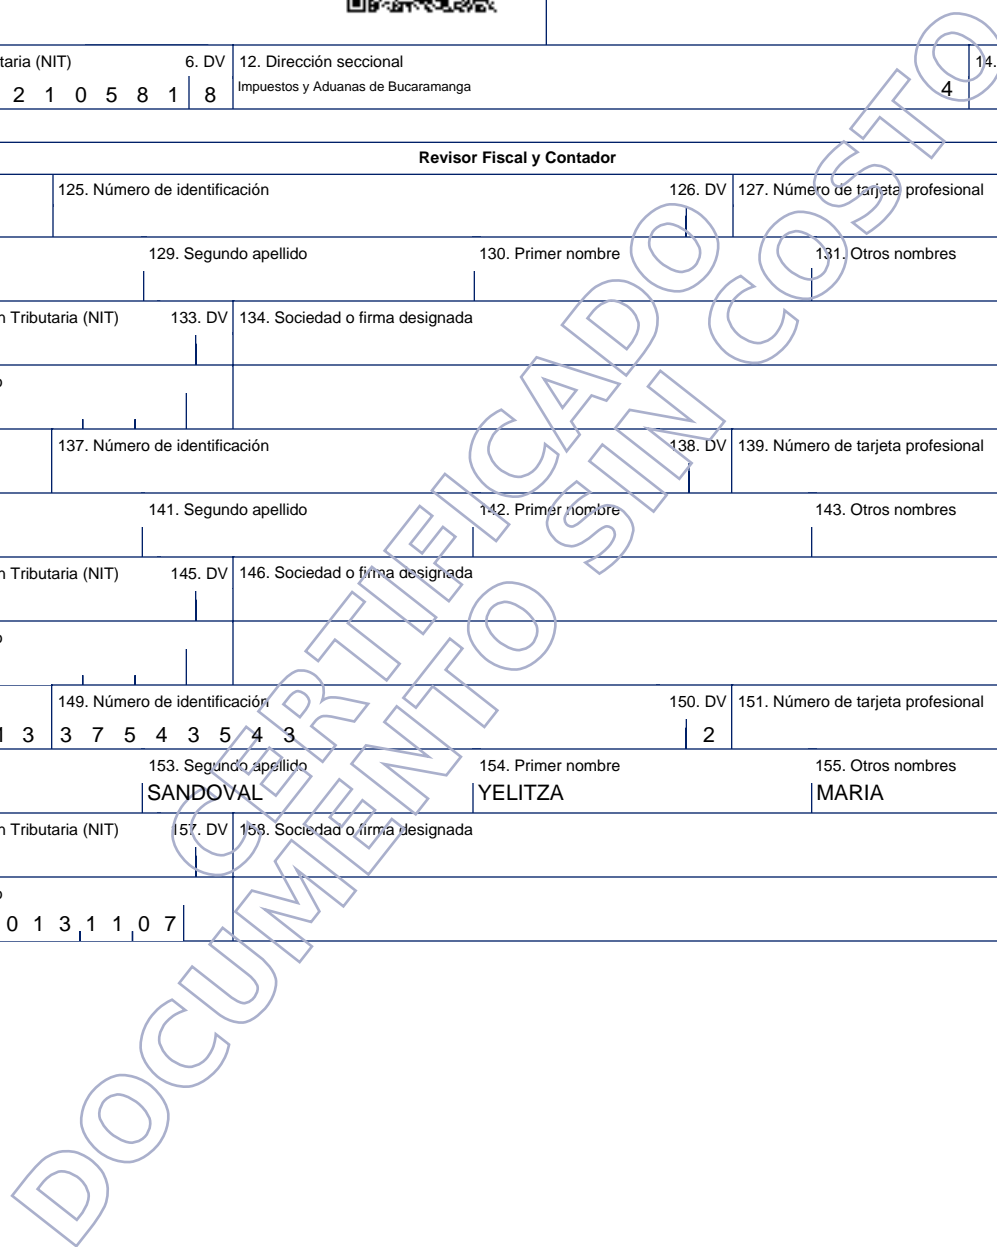 taria (NIT) 6. DV 12. Dirección seccional 14.
2 1 0 5 8 1 8 Impuestos y Aduanas de Bucaramanga 4
Revisor Fiscal y Contador
125. Número de identificación 126. DV 127. Número de tarjeta profesional
129. Segundo apellido 130. Primer nombre 131. Otros nombres
n Tributaria (NIT) 133. DV 134. Sociedad o firma designada
o
137. Número de identificación 138. DV 139. Número de tarjeta profesional
141. Segundo apellido 142. Primer nombre 143. Otros nombres
n Tributaria (NIT) 145. DV 146. Sociedad o firma designada
o
149. Número de identificación 150. DV 151. Número de tarjeta profesional
1 3 3 7 5 4 3 5 4 3 2
153. Segundo apellido 154. Primer nombre 155. Otros nombres
SANDOVAL YELITZA MARIA
n Tributaria (NIT) 157. DV 158. Sociedad o firma designada
o
0 1 3 1 1 0 7
CERTIFICADO
DOCUMENTO SIN COSTO